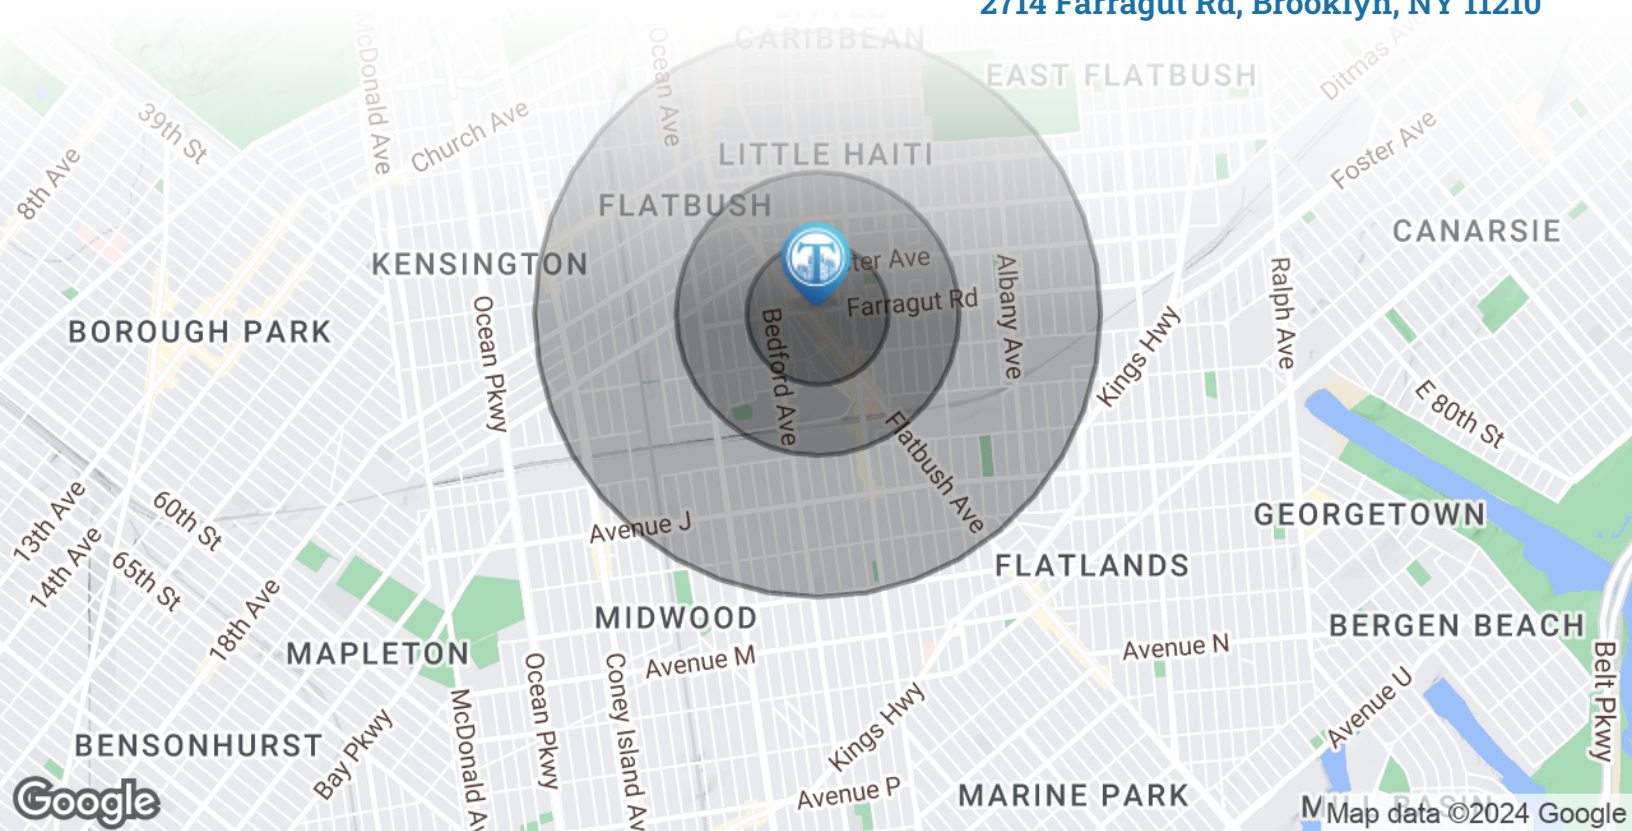 2714 Farragut Rd, Brooklyn, NY 11210
LITTLE
CARIBBEAN
EAST FLATBUSH
Ditmas Ave
McDonald Ave
Ocean Ave
39th St
Church Ave
Foster Ave
8th Ave
LITTLE HAITI
FLATBUSH
CANARSIE
KENSINGTON
T
ter Ave
Albany Ave
Ralph Ave
Farragut Rd
BOROUGH PARK
Ocean Pkwy
Bedford Ave
Kings Hwy
E 80th St
Flatbush Ave
13th Ave
60th St
14th Ave
65th St
18th Ave
Avenue J
GEORGETOWN
FLATLANDS
MIDWOOD
BERGEN BEACH
MAPLETON
Avenue M
Avenue N
Ocean Pkwy
Coney Island Av
McDonald Av
Belt Pkwy
Avenue U
Kings Hwy
BENSONHURST
Bay Pkwy
Avenue P
MARINE PARK
MILL BASIN
Google
Map data ©2024 Google